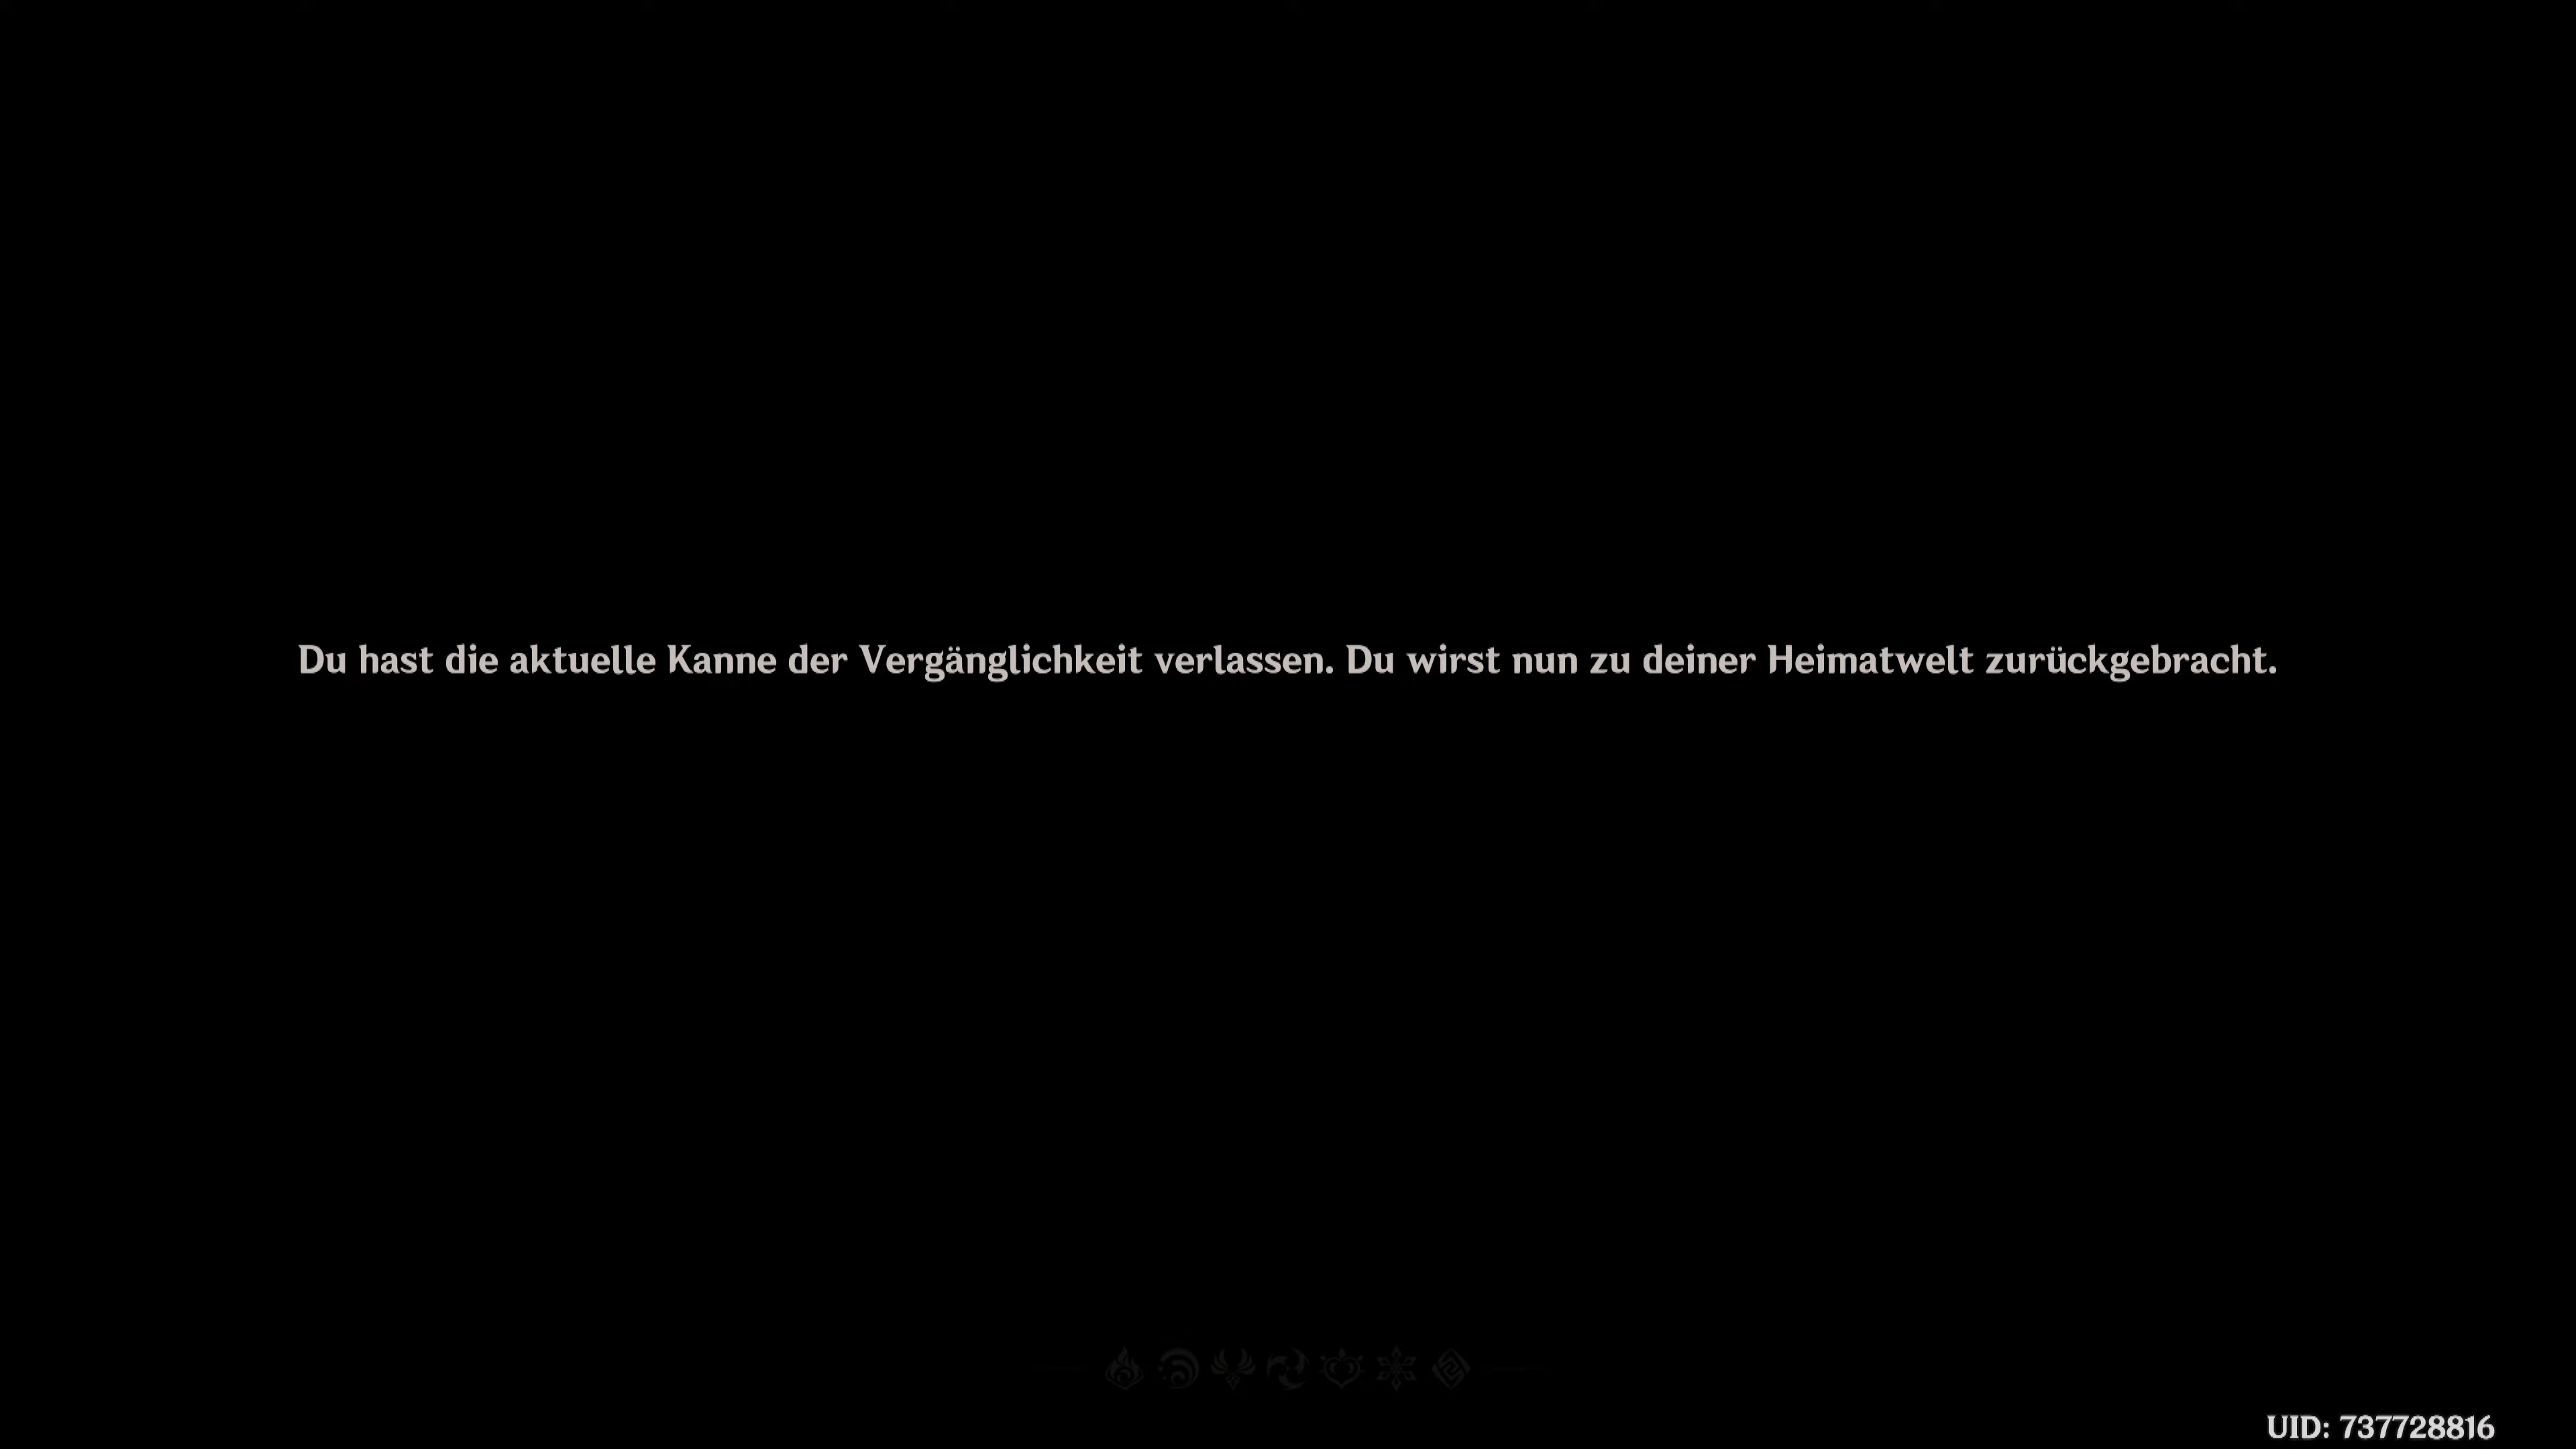 Du hast die aktuelle Kanne der Vergänglichkeit verlassen. Du wirst nun zu deiner Heimatwelt zurückgebracht.
UID: 737728816